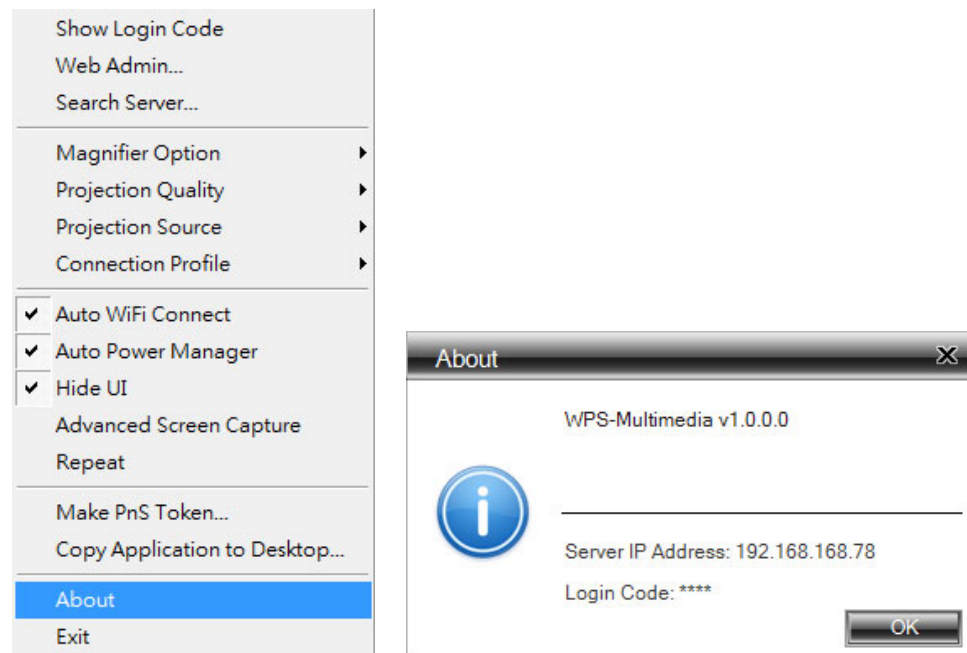 Show Login Code
Web Admin...
Search Server...
Magnifier Option
Projection Quality
Projection Source
Connection Profile
Auto WiFi Connect
Auto Power Manager
Hide UI
Advanced Screen Capture
Repeat
Make PnS Token...
Copy Application to Desktop...
About
Exit
About
WPS-Multimedia v1.0.0.0
Server IP Address: 192.168.168.78
Login Code: ****
OK